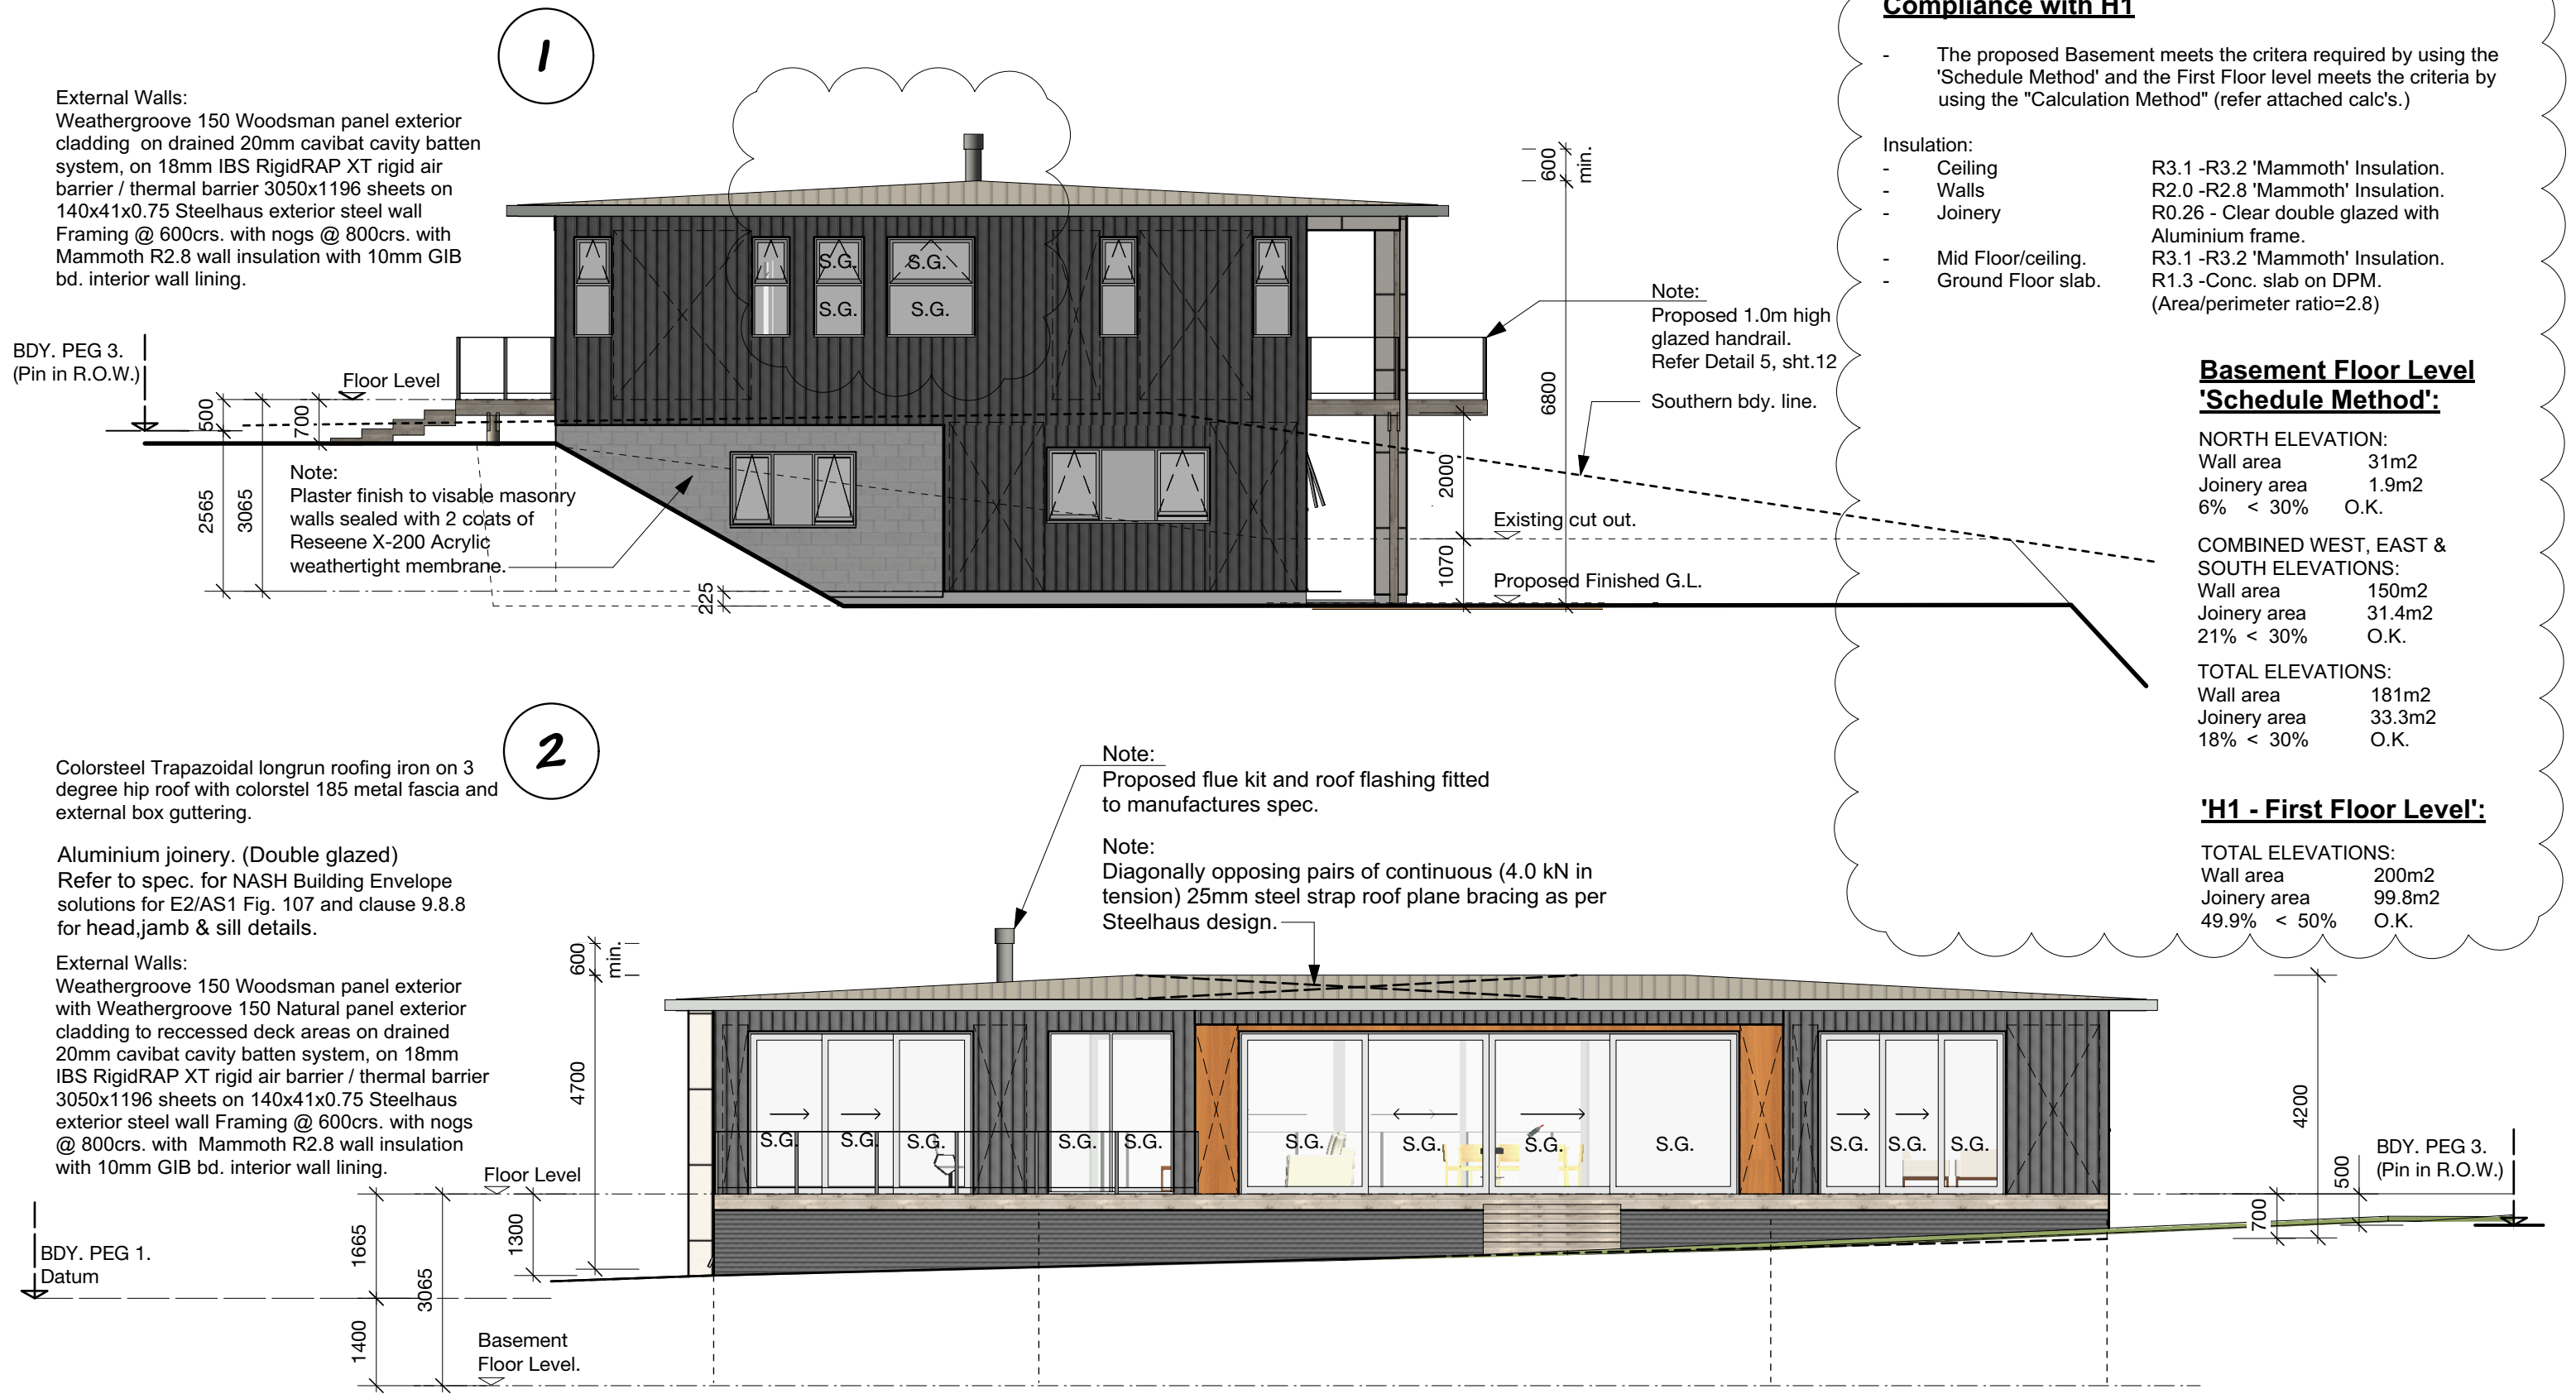 1
External Walls:
Weathergroove 150 Woodsman panel exterior
cladding on drained 20mm cavibat cavity batten
system, on 18mm IBS RigidRAP XT rigid air
barrier / thermal barrier 3050x1196 sheets on
140x41x0.75 Steelhaus exterior steel wall
Framing @ 600crs. with nogs @ 800crs. with
Mammoth R2.8 wall insulation with 10mm GIB
bd. interior wall lining.
BDY. PEG 3.
(Pin in R.O.W.)
Floor Level
500
700
2565
3065
225
Note:
Plaster finish to visable masonry
walls sealed with 2 coats of
Reseene X-200 Acrylic
weathertight membrane.
S.G.
S.G.
S.G.
S.G.
600
min.
6800
2000
1070
Note:
Proposed 1.0m high
glazed handrail.
Refer Detail 5, sht.12
Southern bdy. line.
Existing cut out.
Proposed Finished G.L.
Compliance with H1
- The proposed Basement meets the critera required by using the
'Schedule Method' and the First Floor level meets the criteria by
using the "Calculation Method" (refer attached calc's.)
Insulation:
- Ceiling R3.1 -R3.2 'Mammoth' Insulation.
- Walls R2.0 -R2.8 'Mammoth' Insulation.
- Joinery R0.26 - Clear double glazed with
Aluminium frame.
- Mid Floor/ceiling. R3.1 -R3.2 'Mammoth' Insulation.
- Ground Floor slab. R1.3 -Conc. slab on DPM.
(Area/perimeter ratio=2.8)
Basement Floor Level
'Schedule Method':
NORTH ELEVATION:
Wall area 31m2
Joinery area 1.9m2
6% < 30% O.K.
COMBINED WEST, EAST &
SOUTH ELEVATIONS:
Wall area 150m2
Joinery area 31.4m2
21% < 30% O.K.
TOTAL ELEVATIONS:
Wall area 181m2
Joinery area 33.3m2
18% < 30% O.K.
'H1 - First Floor Level':
TOTAL ELEVATIONS:
Wall area 200m2
Joinery area 99.8m2
49.9% < 50% O.K.
2
Colorsteel Trapazoidal longrun roofing iron on 3
degree hip roof with colorstel 185 metal fascia and
external box guttering.
Aluminium joinery. (Double glazed)
Refer to spec. for NASH Building Envelope
solutions for E2/AS1 Fig. 107 and clause 9.8.8
for head,jamb & sill details.
External Walls:
Weathergroove 150 Woodsman panel exterior
with Weathergroove 150 Natural panel exterior
cladding to reccessed deck areas on drained
20mm cavibat cavity batten system, on 18mm
IBS RigidRAP XT rigid air barrier / thermal barrier
3050x1196 sheets on 140x41x0.75 Steelhaus
exterior steel wall Framing @ 600crs. with nogs
@ 800crs. with Mammoth R2.8 wall insulation
with 10mm GIB bd. interior wall lining.
Note:
Proposed flue kit and roof flashing fitted
to manufactures spec.
Note:
Diagonally opposing pairs of continuous (4.0 kN in
tension) 25mm steel strap roof plane bracing as per
Steelhaus design.
600
min.
4700
1300
Floor Level
BDY. PEG 1.
Datum
1665
3065
1400
Basement
Floor Level.
S.G. S.G. S.G. S.G. S.G. S.G. S.G. S.G. S.G. S.G. S.G. S.G.
4200
500
700
BDY. PEG 3.
(Pin in R.O.W.)